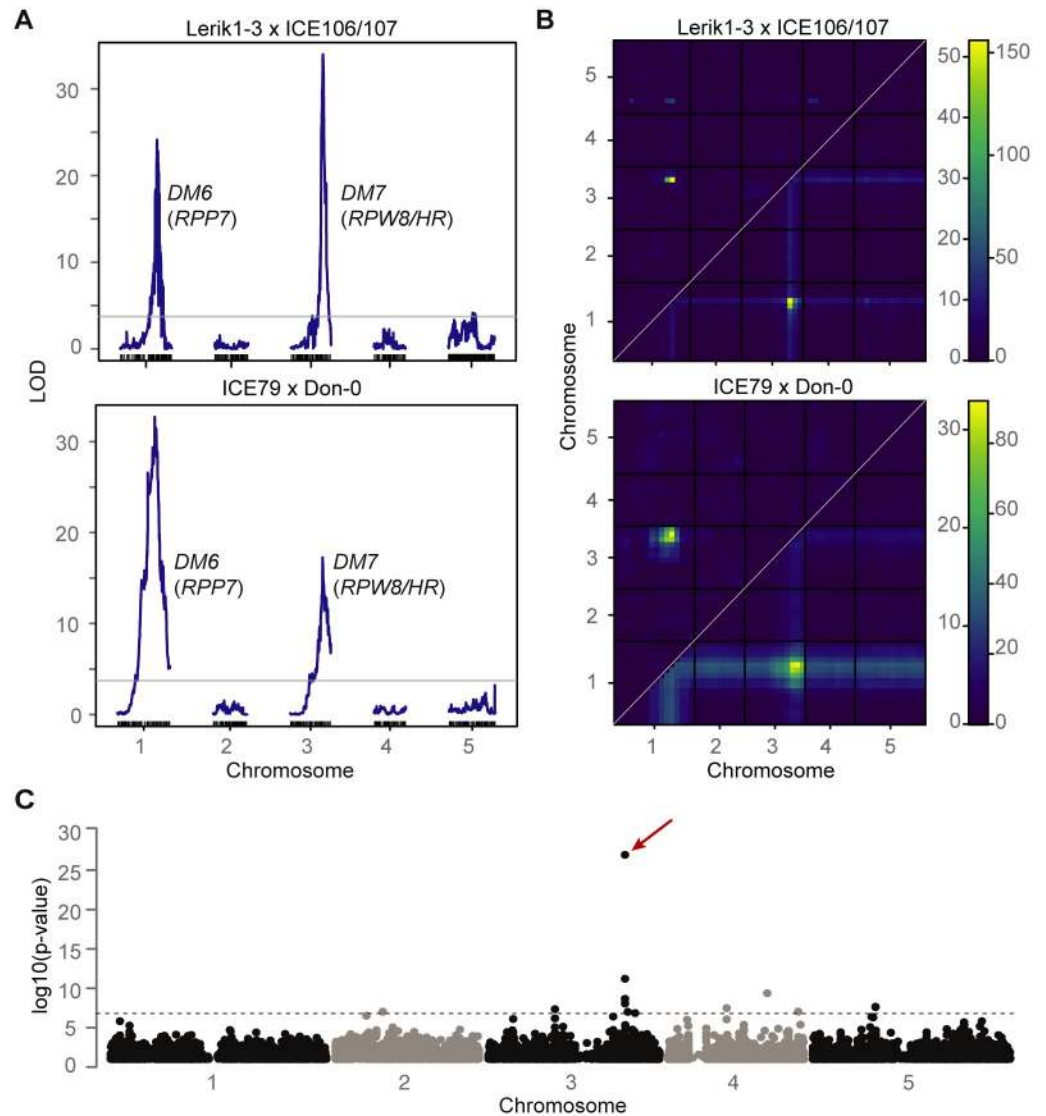 A
Lerik1-3 x ICE106/107
30
20
10
0
DM6
(RPP7)
DM7
(RPW8/HR)
LOD
ICE79 x Don-0
30
20
10
0
DM6
(RPP7)
DM7
(RPW8/HR)
1 2 3 4 5
Chromosome
B
Lerik1-3 x ICE106/107
5
4
3
2
1
50
40
30
20
10
0
150
100
50
0
Chromosome
ICE79 x Don-0
5
4
3
2
1
30
20
10
0
80
60
40
20
0
1 2 3 4 5
Chromosome
C
30
25
20
15
10
5
0
log10(p-value)
1 2 3 4 5
Chromosome